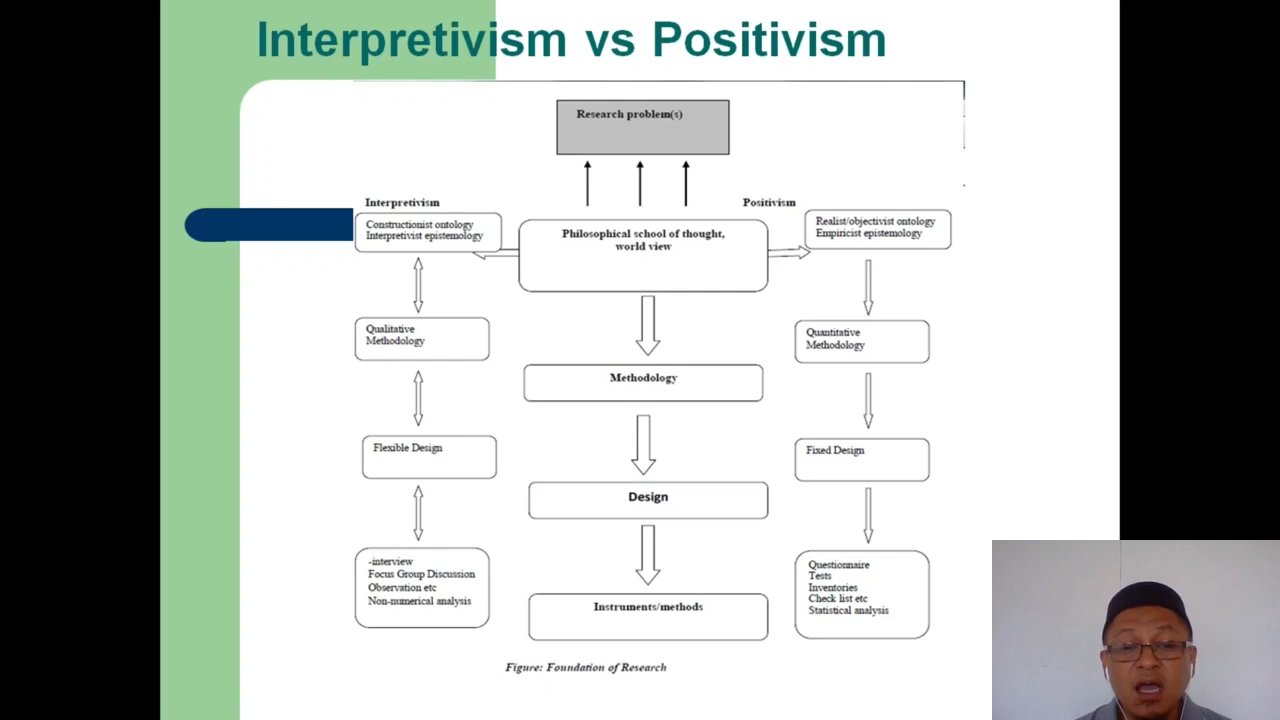 Interpretivism vs Positivism
Research problem(s)
Interpretivism
Positivism
Constructionist ontology
Interpretivist epistemology
Philosophical school of thought,
world view
Realist/objectivist ontology
Empiricist epistemology
Qualitative
Methodology
Quantitative
Methodology
Methodology
Flexible Design
Fixed Design
Design
-interview
Focus Group Discussion
Observation etc
Non-numerical analysis
Questionnaire
Tests
Inventories
Check list etc
Statistical analysis
Instruments/methods
Figure: Foundation of Research